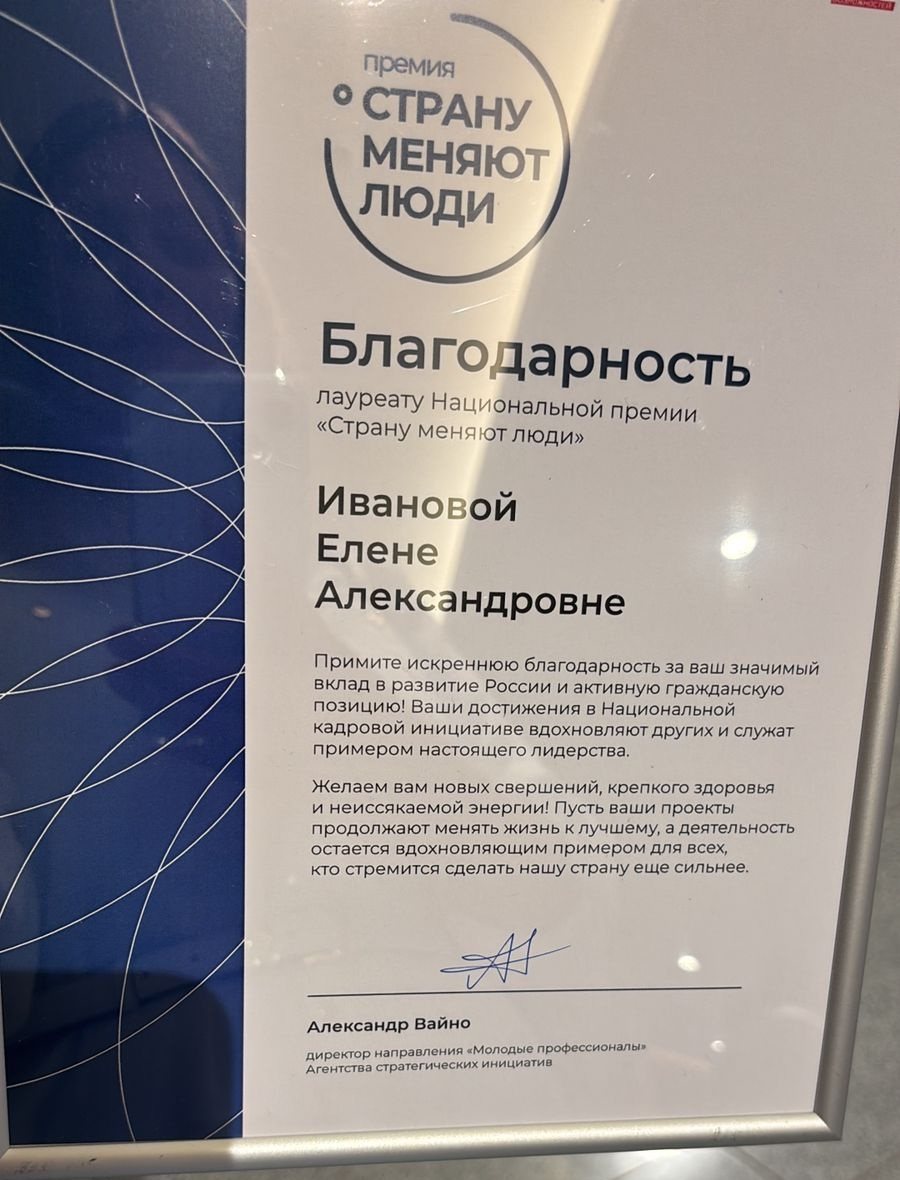 ВОЗМОЖНОСТЕЙ
премия
СТРАНУ
МЕНЯЮТ
ЛЮДИ
Благодарность
лауреату Национальной премии
«Страну меняют люди»
Ивановой
Елене
Александровне
Примите искреннюю благодарность за ваш значимый
вклад в развитие России и активную гражданскую
позицию! Ваши достижения в Национальной
кадровой инициативе вдохновляют других и служат
примером настоящего лидерства.
Желаем вам новых свершений, крепкого здоровья
и неиссякаемой энергии! Пусть ваши проекты
продолжают менять жизнь к лучшему, а деятельность
остается вдохновляющим примером для всех,
кто стремится сделать нашу страну еще сильнее.
Александр Вайно
директор направления «Молодые профессионалы»
Агентства стратегических инициатив